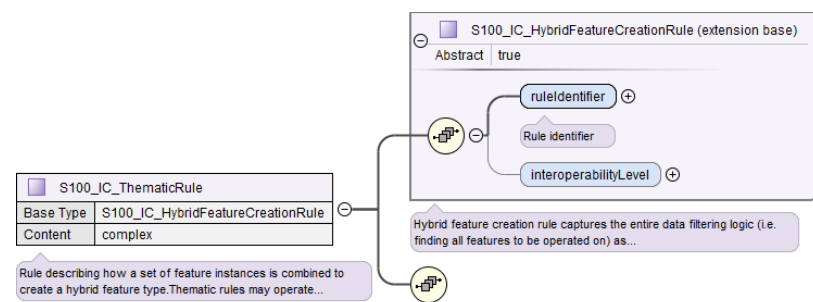 S100_IC_HybridFeatureCreationRule (extension base)
Abstract true
ruleIdentifier
Rule identifier
interoperabilityLevel
Hybrid feature creation rule captures the entire data filtering logic (i.e.
finding all features to be operated on) as...
S100_IC_ThematicRule
Base Type S100_IC_HybridFeatureCreationRule
Content complex
Rule describing how a set of feature instances is combined to
create a hybrid feature type.Thematic rules may operate...